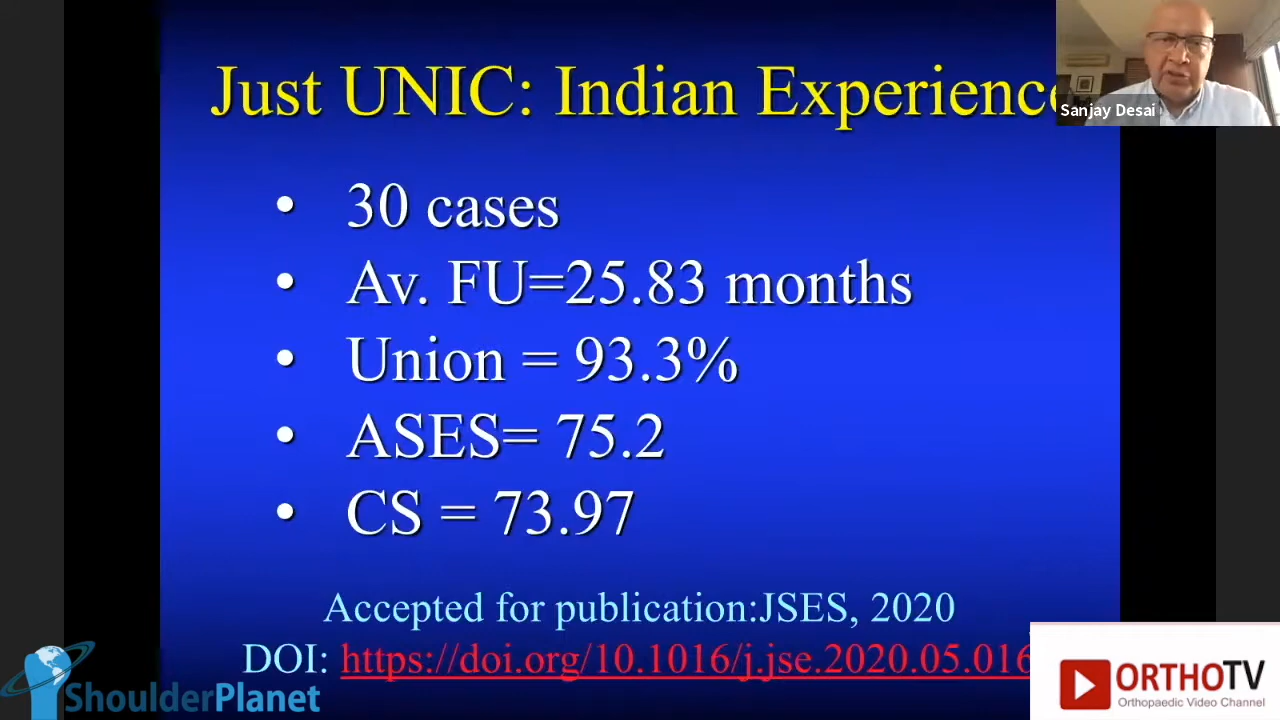 Just UNIC: Indian Experience
Sanjay Desai
• 30 cases
• Av. FU=25.83 months
• Union = 93.3%
• ASES= 75.2
• CS = 73.97
Accepted for publication:JSES, 2020
DOI: https://doi.org/10.1016/j.jse.2020.05.016
ShoulderPlanet
ORTHOTV
Orthopaedic Video Channel